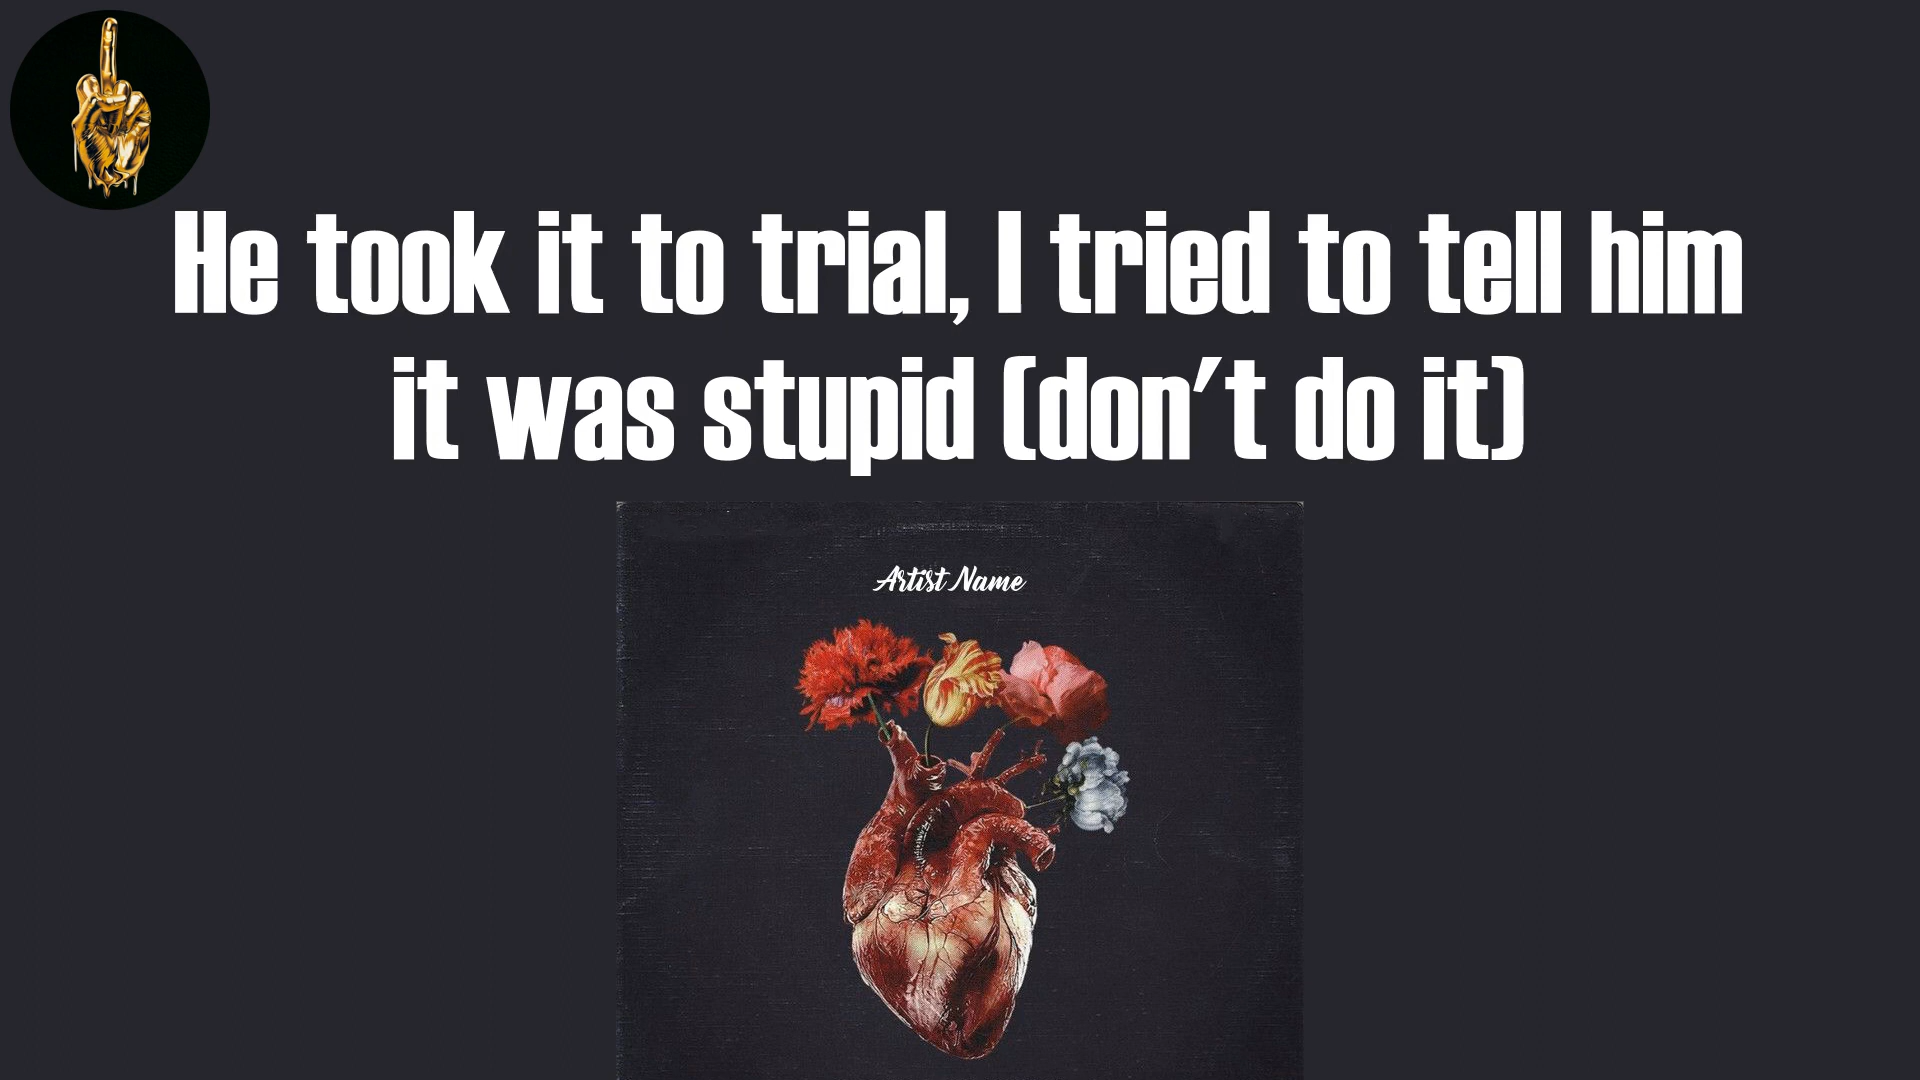 He took it to trial, I tried to tell him
it was stupid (don't do it)
Artist Name